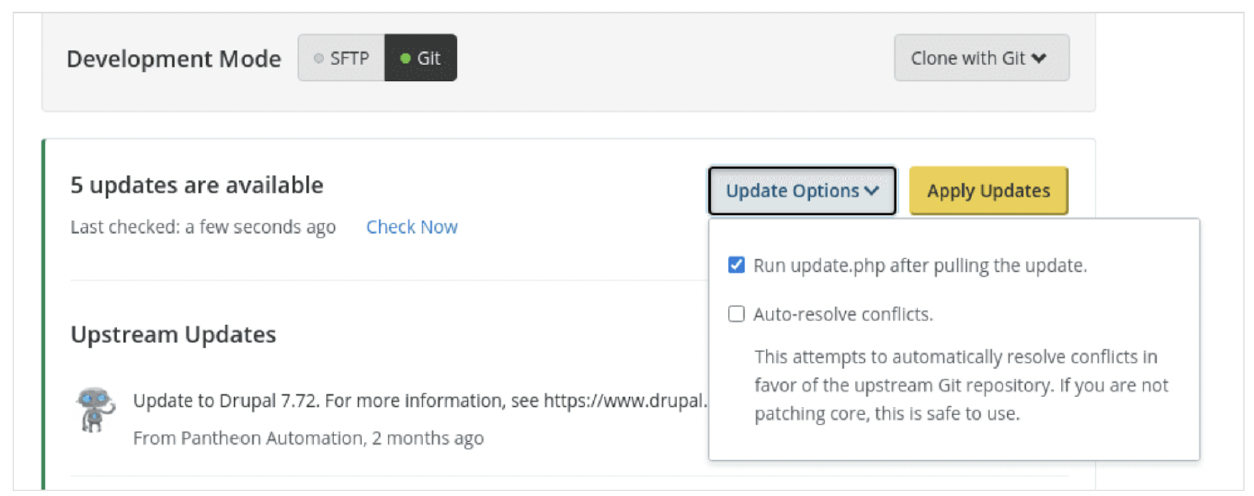 Development Mode SFTP Git Clone with Git
5 updates are available Update Options Apply Updates
Last checked: a few seconds ago Check Now
Run update.php after pulling the update.
Auto-resolve conflicts.
This attempts to automatically resolve conflicts in
favor of the upstream Git repository. If you are not
patching core, this is safe to use.
Upstream Updates
Update to Drupal 7.72. For more information, see https://www.drupal.
From Pantheon Automation, 2 months ago